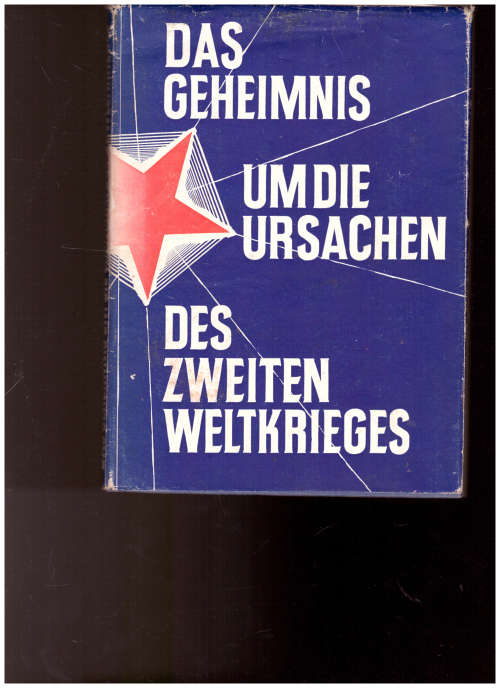 DAS
GEHEIMNIS
UM DIE
URSACHEN
DES
ZWEITEN
WELTKRIEGES